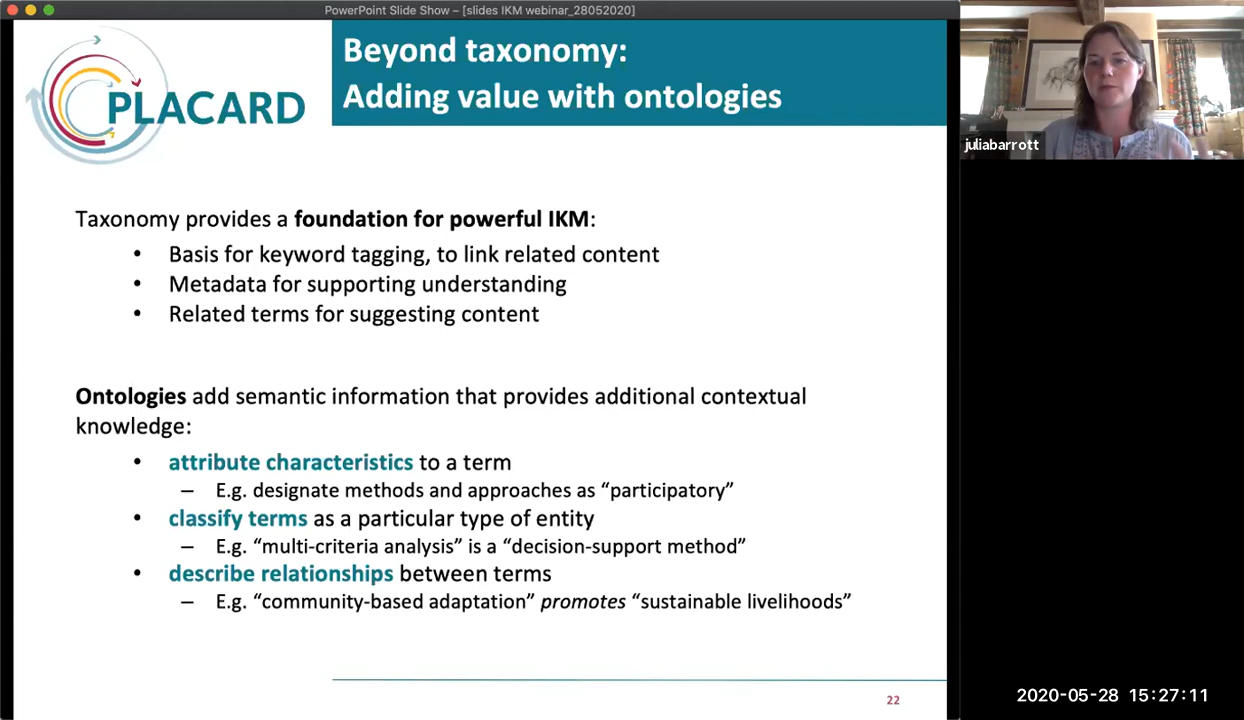 PowerPoint Slide Show – [slides IKM webinar_28052020]
PLACARD
Beyond taxonomy:
Adding value with ontologies
juliabarrott
Taxonomy provides a foundation for powerful IKM:
• Basis for keyword tagging, to link related content
• Metadata for supporting understanding
• Related terms for suggesting content
Ontologies add semantic information that provides additional contextual
knowledge:
• attribute characteristics to a term
– E.g. designate methods and approaches as “participatory”
• classify terms as a particular type of entity
– E.g. “multi-criteria analysis” is a “decision-support method”
• describe relationships between terms
– E.g. “community-based adaptation” promotes “sustainable livelihoods”
22
2020-05-28 15:27:11